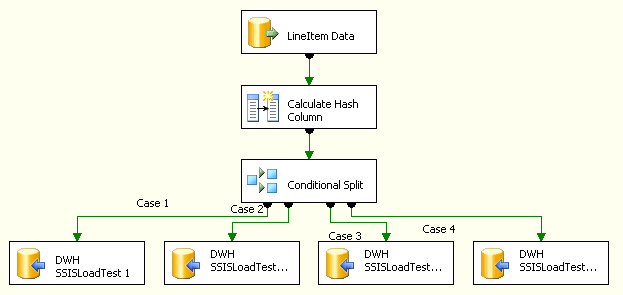 LineItem Data
Calculate Hash
Column
Conditional Split
Case 1
Case 2
Case 3
Case 4
DWH
SSISLoadTest 1
DWH
SSISLoadTest...
DWH
SSISLoadTest...
DWH
SSISLoadTest...